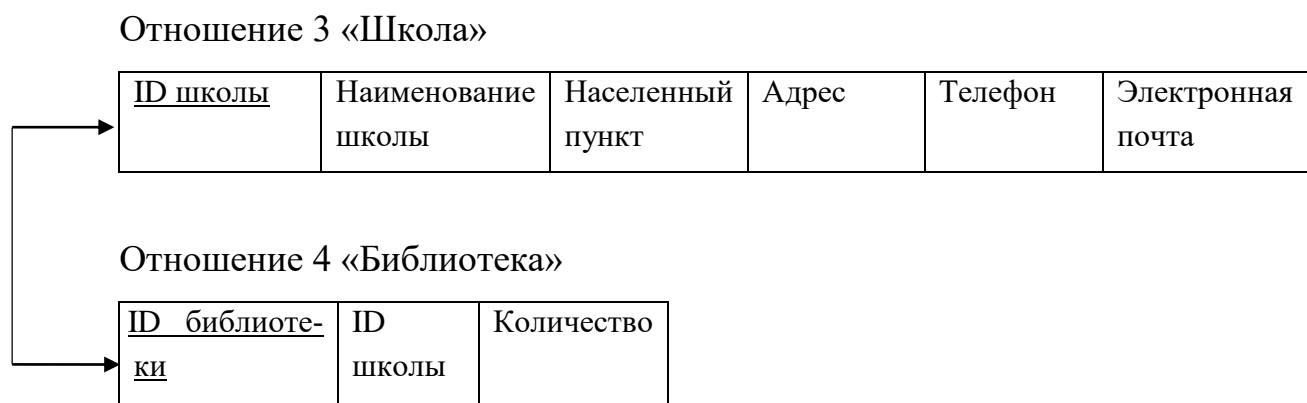 Отношение 3 «Школа»
ID школы Наименование Населенный Адрес Телефон Электронная
школы пункт почта
Отношение 4 «Библиотека»
ID библиоте- ID Количество
ки школы